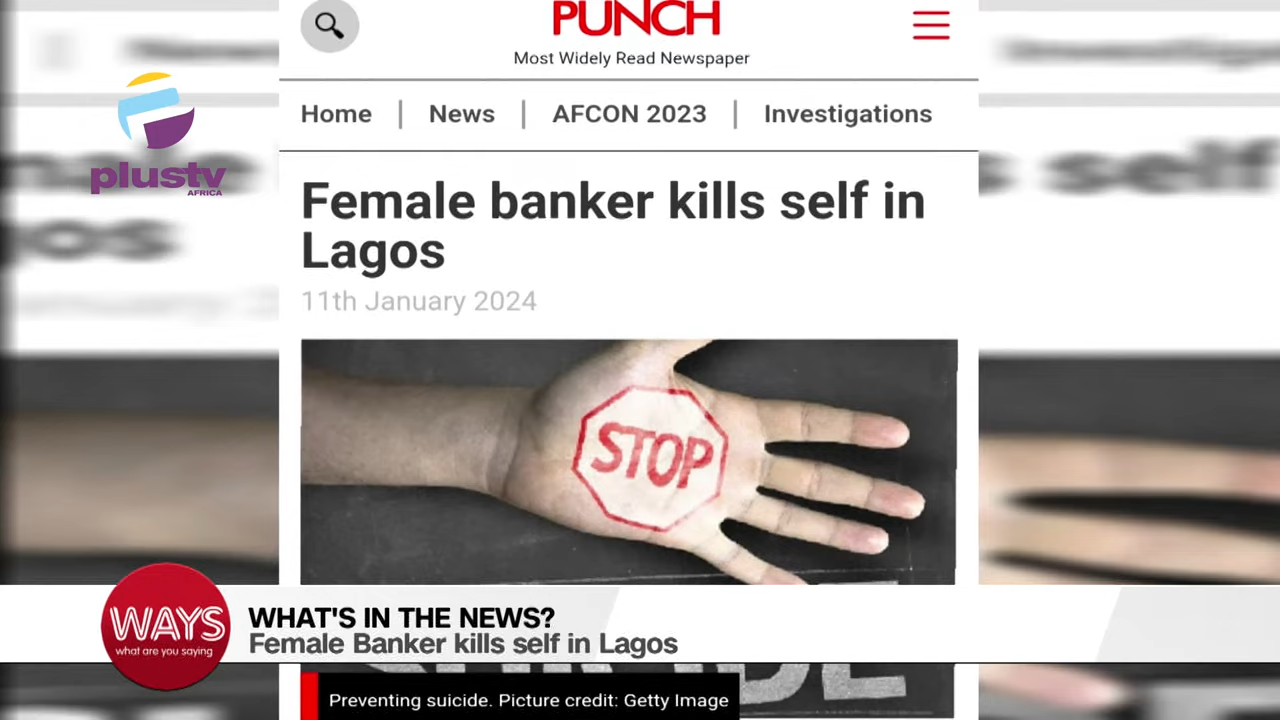 PUNCH
Most Widely Read Newspaper
Home | News | AFCON 2023 | Investigations
plustv
AFRICA
Female banker kills self in
Lagos
11th January 2024
STOP
WAYS
what are you saying
WHAT'S IN THE NEWS?
Female Banker kills self in Lagos
Preventing suicide. Picture credit: Getty Image